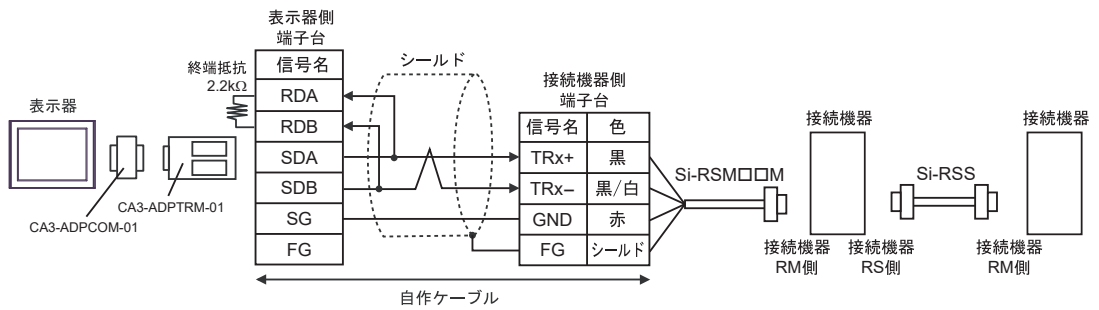 表示器
CA3-ADPCOM-01
CA3-ADPTRM-01
終端抵抗
2.2kΩ
表示器側
端子台
信号名
RDA
RDB
SDA
SDB
SG
FG
シールド
接続機器側
端子台
信号名 色
TRx+ 黒
TRx– 黒/白
GND 赤
FG シールド
自作ケーブル
Si-RSM□□M
接続機器
接続機器
RM側
接続機器
RS側
Si-RSS
接続機器
接続機器
RM側